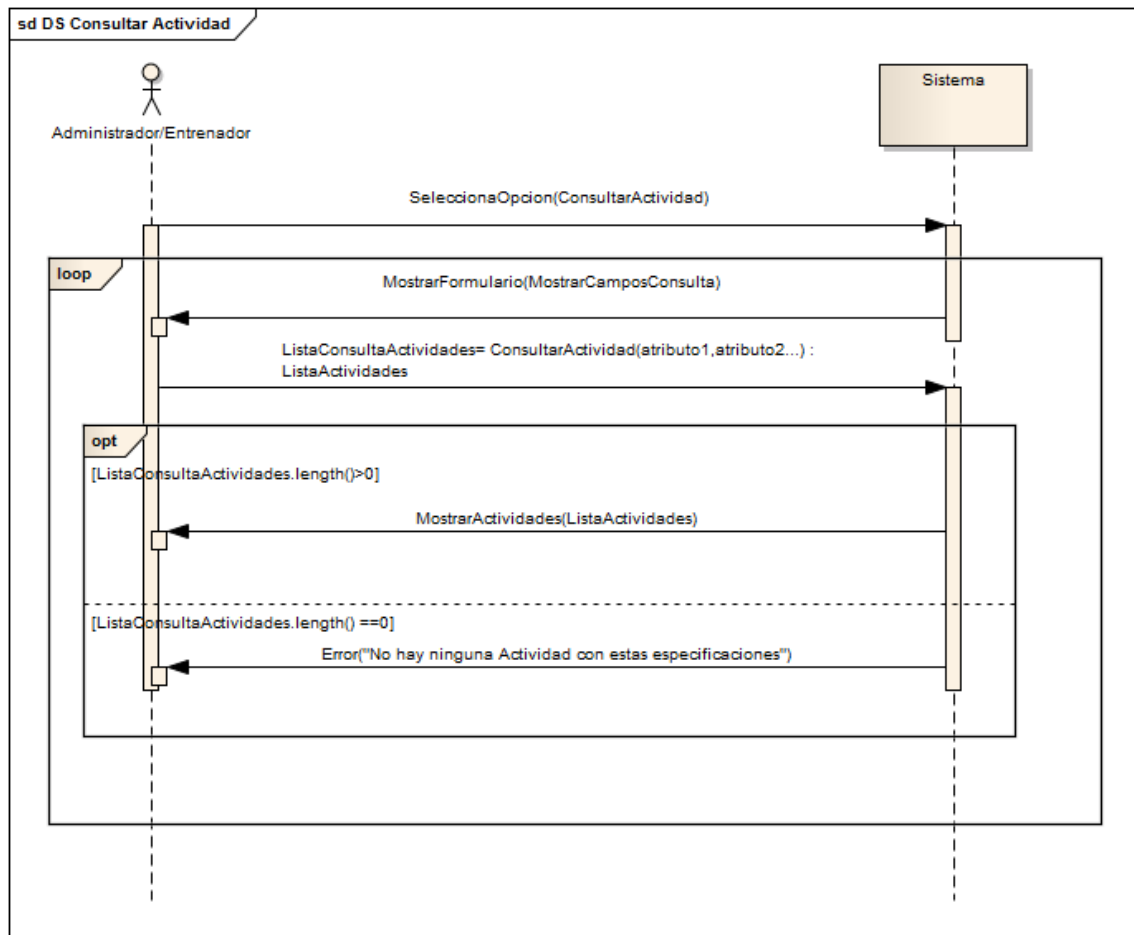 sd DS Consultar Actividad
Administrador/Entrenador
Sistema
SeleccionaOpcion(ConsultarActividad)
loop
MostrarFormulario(MostrarCamposConsulta)
ListaConsultaActividades= ConsultarActividad(atributo1,atributo2...) :
ListaActividades
opt
[ListaConsultaActividades.length()>0]
MostrarActividades(ListaActividades)
[ListaConsultaActividades.length() ==0]
Error("No hay ninguna Actividad con estas especificaciones")